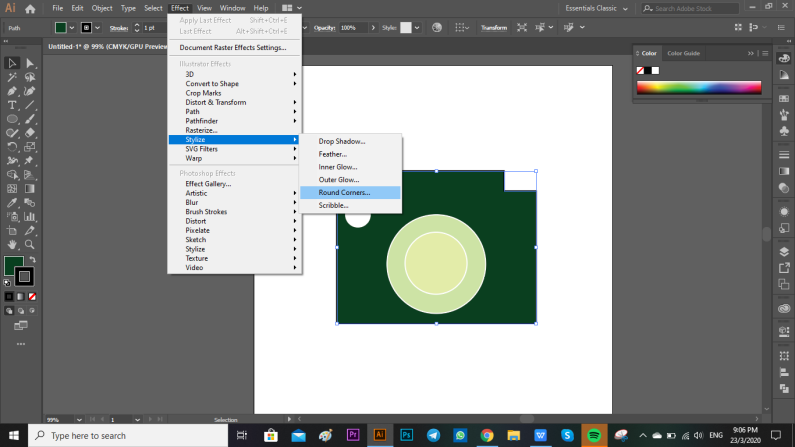 Ai File Edit Object Type Select Effect View Window Help Essentials Classic Search Adobe Stock
Path Stroke: 1 pt Opacity: 100% Style: Transform
Untitled-1* @ 99% (CMYK/GPU Preview
Apply Last Effect Shift+Ctrl+E
Last Effect Alt+Shift+Ctrl+E
Document Raster Effects Settings...
Illustrator Effects
3D
Convert to Shape
Crop Marks
Distort & Transform
Path
Pathfinder
Rasterize...
Stylize
SVG Filters
Warp
Photoshop Effects
Effect Gallery...
Artistic
Blur
Brush Strokes
Distort
Pixelate
Sketch
Stylize
Texture
Video
Drop Shadow...
Feather...
Inner Glow...
Outer Glow...
Round Corners...
Scribble...
Color Color Guide
99% 1 Selection
Type here to search
Pr Ai Ps W S ENG
9:06 PM
23/3/2020